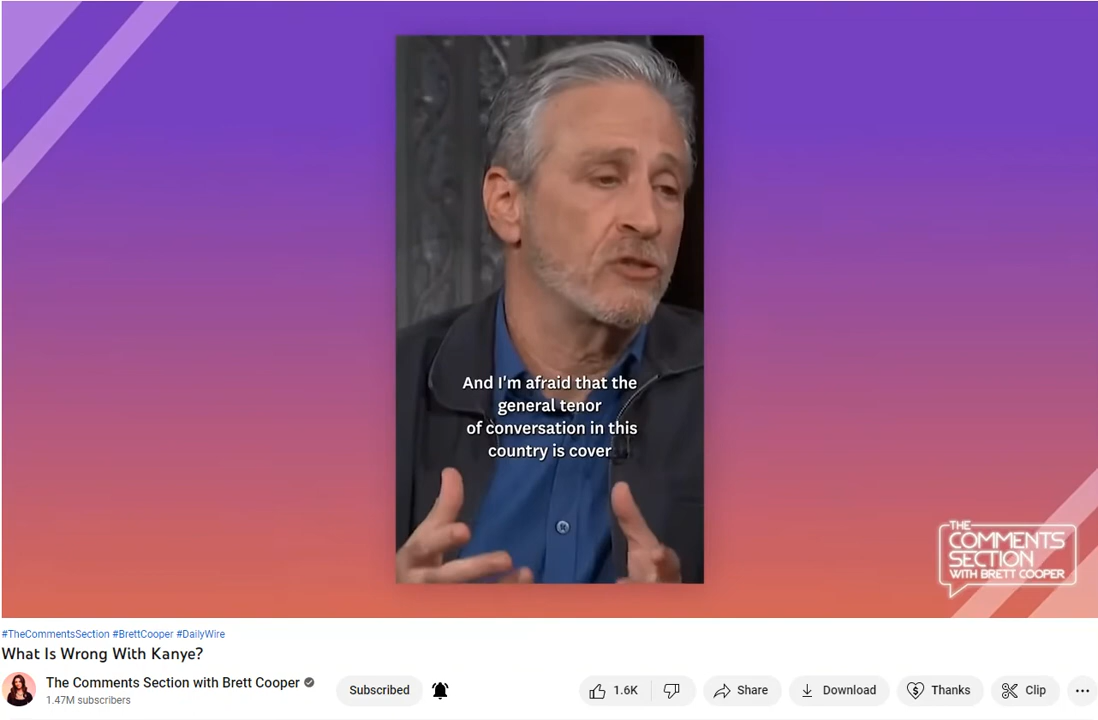 And I'm afraid that the
general tenor
of conversation in this
country is cover
THE
COMMENTS
SECTION
WITH BRETT COOPER
#TheCommentsSection #BrettCooper #DailyWire
What Is Wrong With Kanye?
The Comments Section with Brett Cooper
1.47M subscribers
Subscribed
1.6K
Share
Download
Thanks
Clip